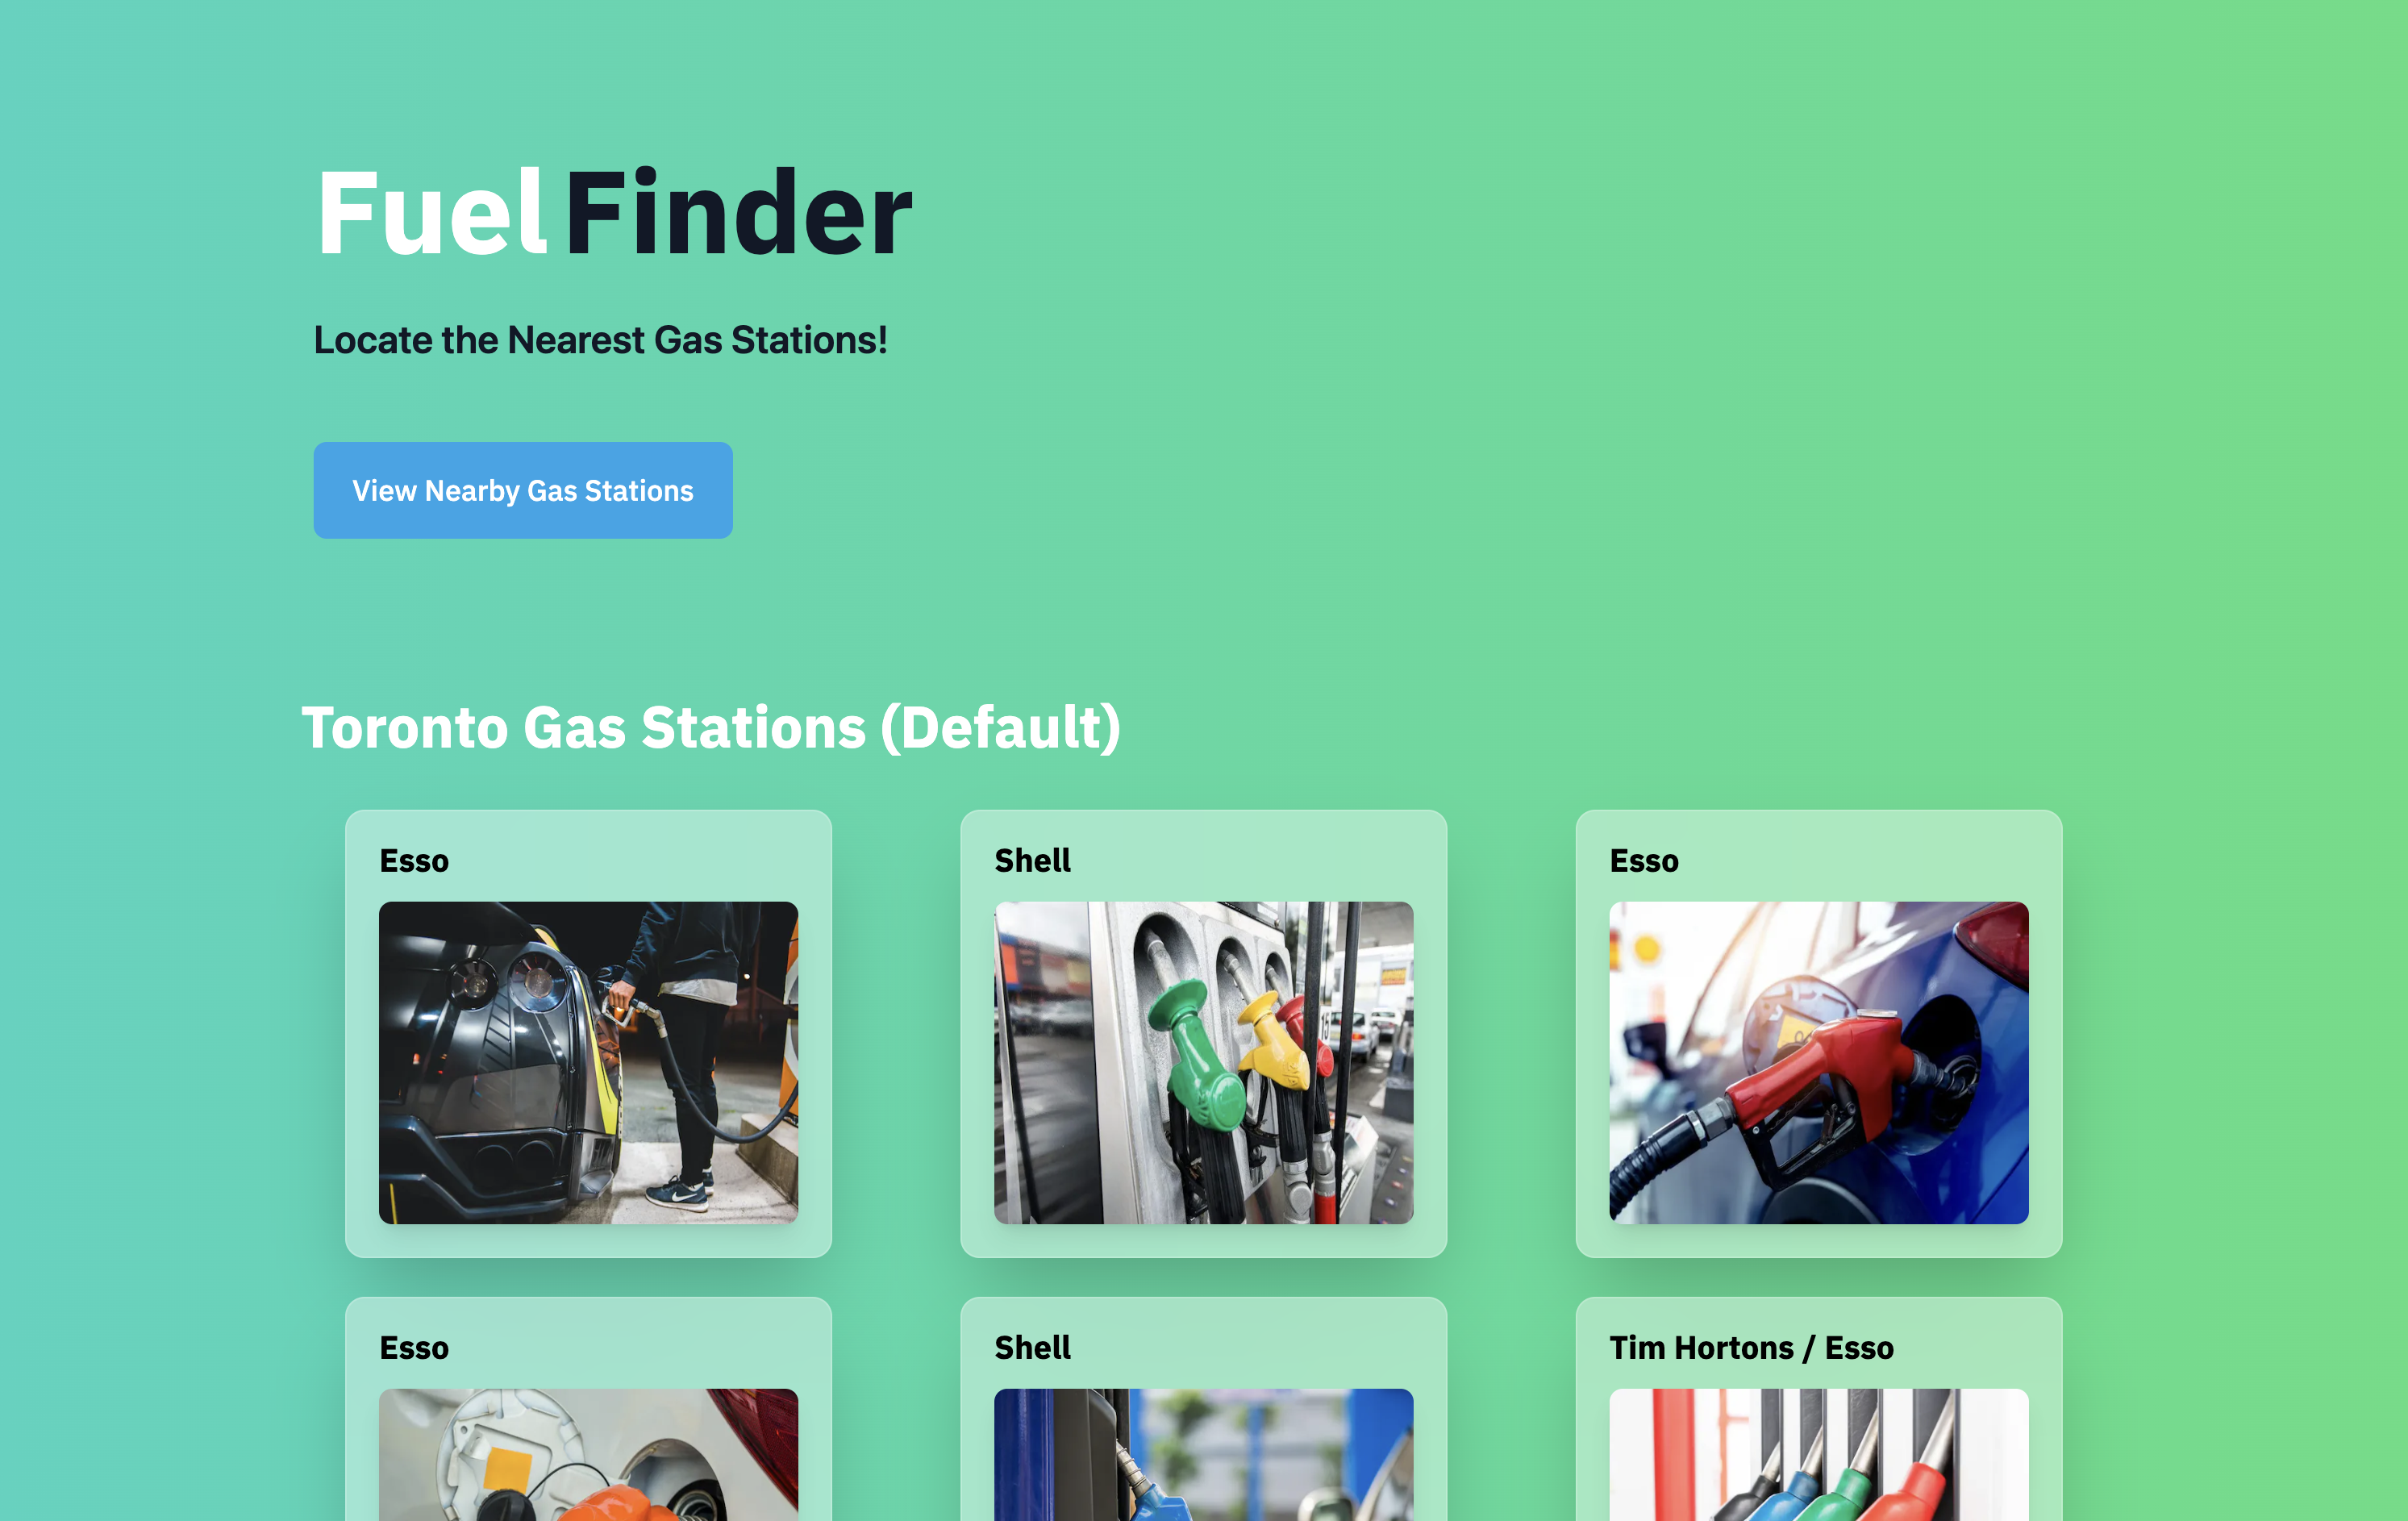 Fuel Finder
Locate the Nearest Gas Stations!
View Nearby Gas Stations
Toronto Gas Stations (Default)
Esso
Shell
Esso
Esso
Shell
Tim Hortons / Esso